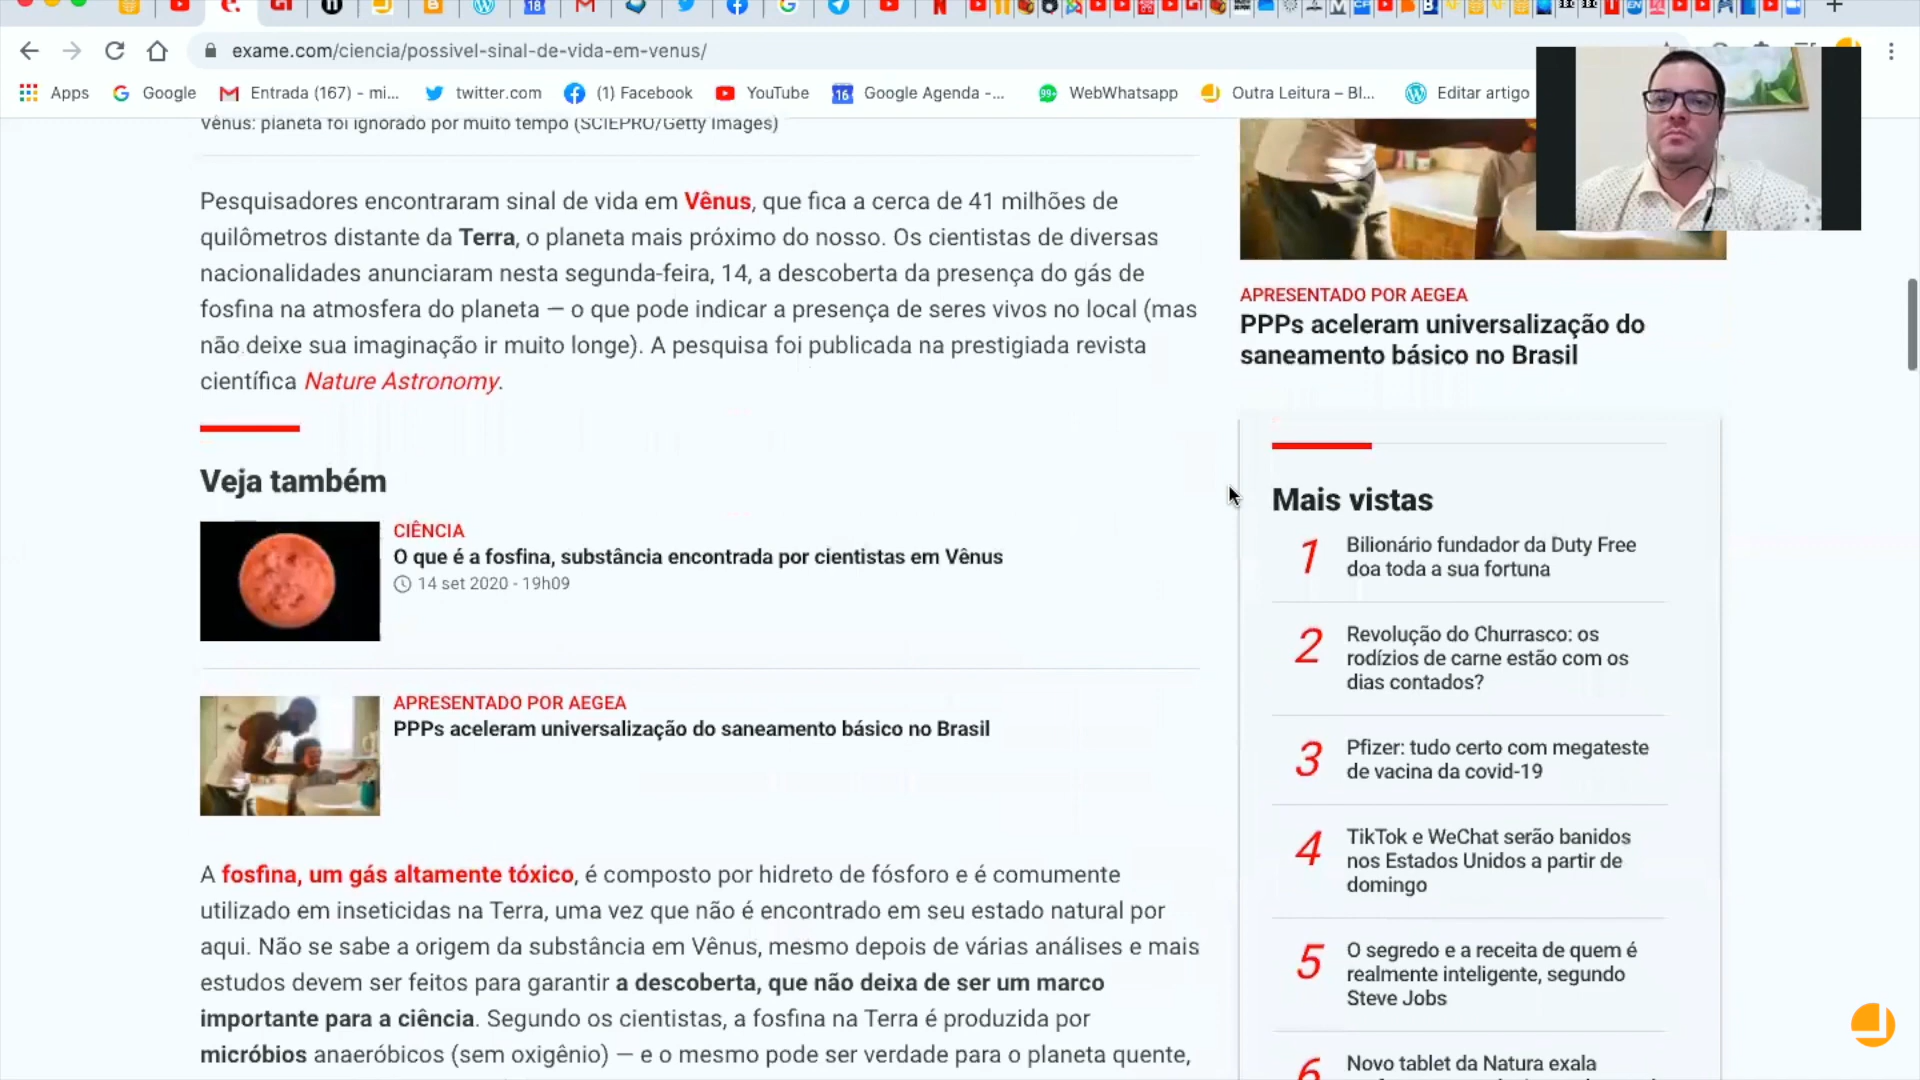 exame.com/ciencia/possivel-sinal-de-vida-em-venus/
Apps
Google
Entrada (167) - mi...
twitter.com
(1) Facebook
YouTube
Google Agenda -...
WebWhatsapp
Outra Leitura – Bl...
Editar artigo
Vênus: planeta foi ignorado por muito tempo (SCIEPRO/Getty Images)
Pesquisadores encontraram sinal de vida em Vênus, que fica a cerca de 41 milhões de
quilômetros distante da Terra, o planeta mais próximo do nosso. Os cientistas de diversas
nacionalidades anunciaram nesta segunda-feira, 14, a descoberta da presença do gás de
fosfina na atmosfera do planeta — o que pode indicar a presença de seres vivos no local (mas
não deixe sua imaginação ir muito longe). A pesquisa foi publicada na prestigiada revista
científica Nature Astronomy.
Veja também
CIÊNCIA
O que é a fosfina, substância encontrada por cientistas em Vênus
14 set 2020 - 19h09
APRESENTADO POR AEGEA
PPPs aceleram universalização do saneamento básico no Brasil
A fosfina, um gás altamente tóxico, é composto por hidreto de fósforo e é comumente
utilizado em inseticidas na Terra, uma vez que não é encontrado em seu estado natural por
aqui. Não se sabe a origem da substância em Vênus, mesmo depois de várias análises e mais
estudos devem ser feitos para garantir a descoberta, que não deixa de ser um marco
importante para a ciência. Segundo os cientistas, a fosfina na Terra é produzida por
micróbios anaeróbicos (sem oxigênio) — e o mesmo pode ser verdade para o planeta quente,
APRESENTADO POR AEGEA
PPPs aceleram universalização do
saneamento básico no Brasil
Mais vistas
1
Bilionário fundador da Duty Free
doa toda a sua fortuna
2
Revolução do Churrasco: os
rodízios de carne estão com os
dias contados?
3
Pfizer: tudo certo com megateste
de vacina da covid-19
4
TikTok e WeChat serão banidos
nos Estados Unidos a partir de
domingo
5
O segredo e a receita de quem é
realmente inteligente, segundo
Steve Jobs
6
Novo tablet da Natura exala